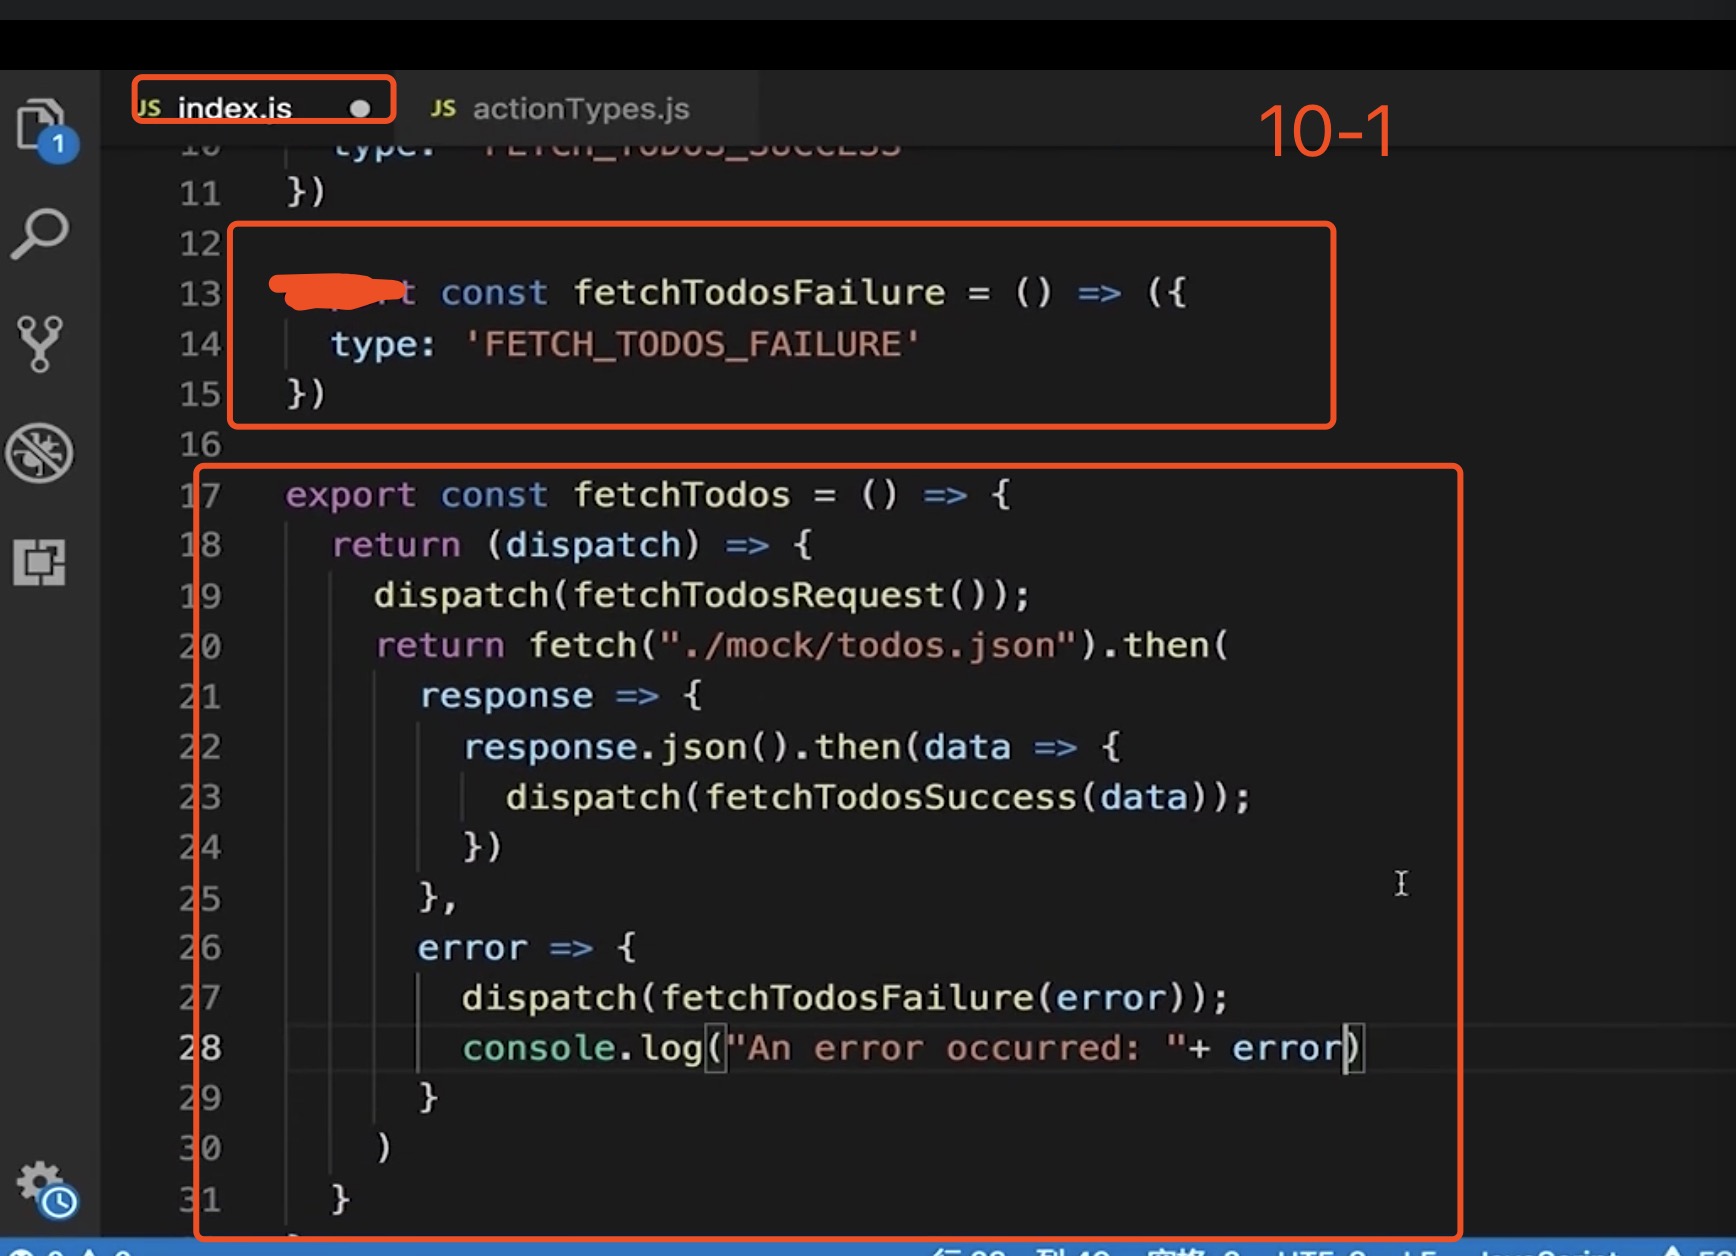 JS index.js
JS actionTypes.js
10-1
10 type: 'FETCH_TODOS_SUCCESS
11 })
12
13 t const fetchTodosFailure = () => ({
14 type: 'FETCH_TODOS_FAILURE'
15 })
16
17 export const fetchTodos = () => {
18 return (dispatch) => {
19 dispatch(fetchTodosRequest());
20 return fetch("./mock/todos.json").then(
21 response => {
22 response.json().then(data => {
23 dispatch(fetchTodosSuccess(data));
24 })
25 },
26 error => {
27 dispatch(fetchTodosFailure(error));
28 console.log("An error occurred: "+ error)
29 }
30 )
31 }
1